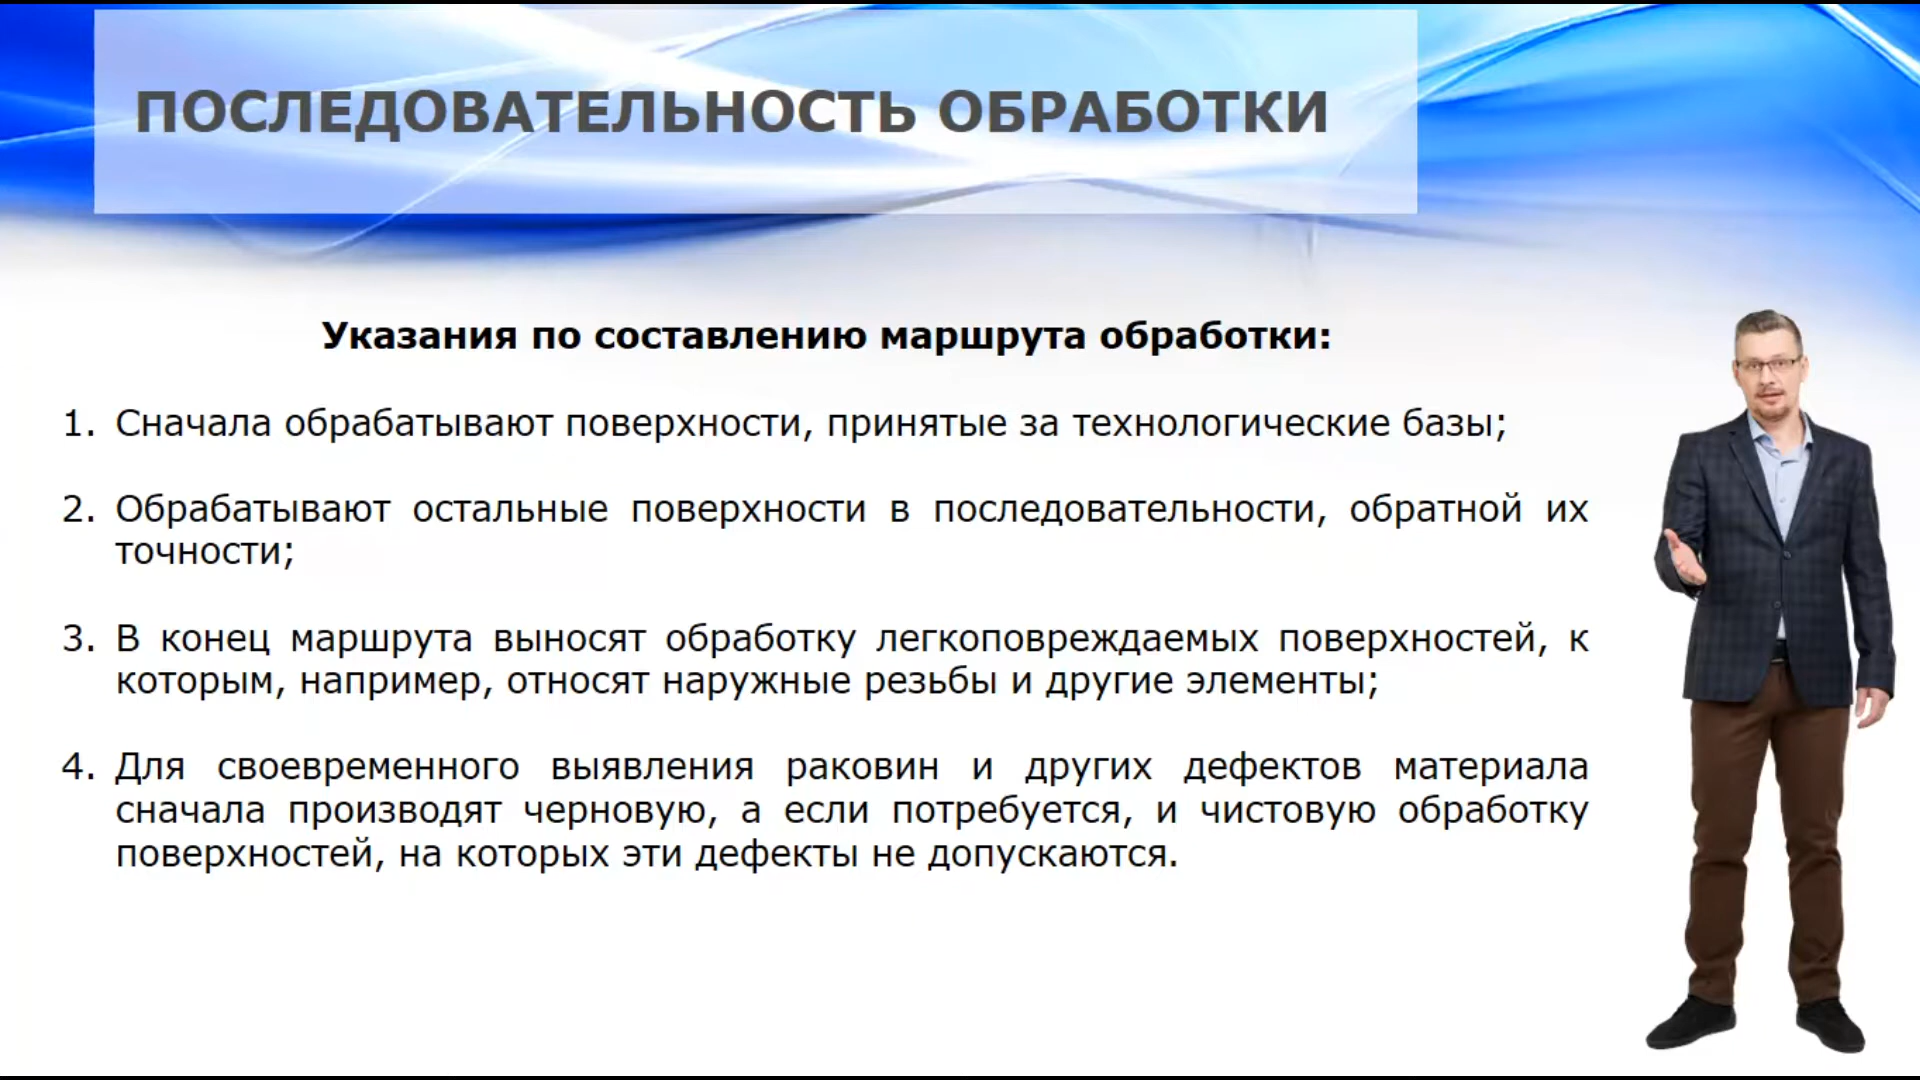 ПОСЛЕДОВАТЕЛЬНОСТЬ ОБРАБОТКИ
Указания по составлению маршрута обработки:
1. Сначала обрабатывают поверхности, принятые за технологические базы;
2. Обрабатывают остальные поверхности в последовательности, обратной их
точности;
3. В конец маршрута выносят обработку легкоповреждаемых поверхностей, к
которым, например, относят наружные резьбы и другие элементы;
4. Для своевременного выявления раковин и других дефектов материала
сначала производят черновую, а если потребуется, и чистовую обработку
поверхностей, на которых эти дефекты не допускаются.